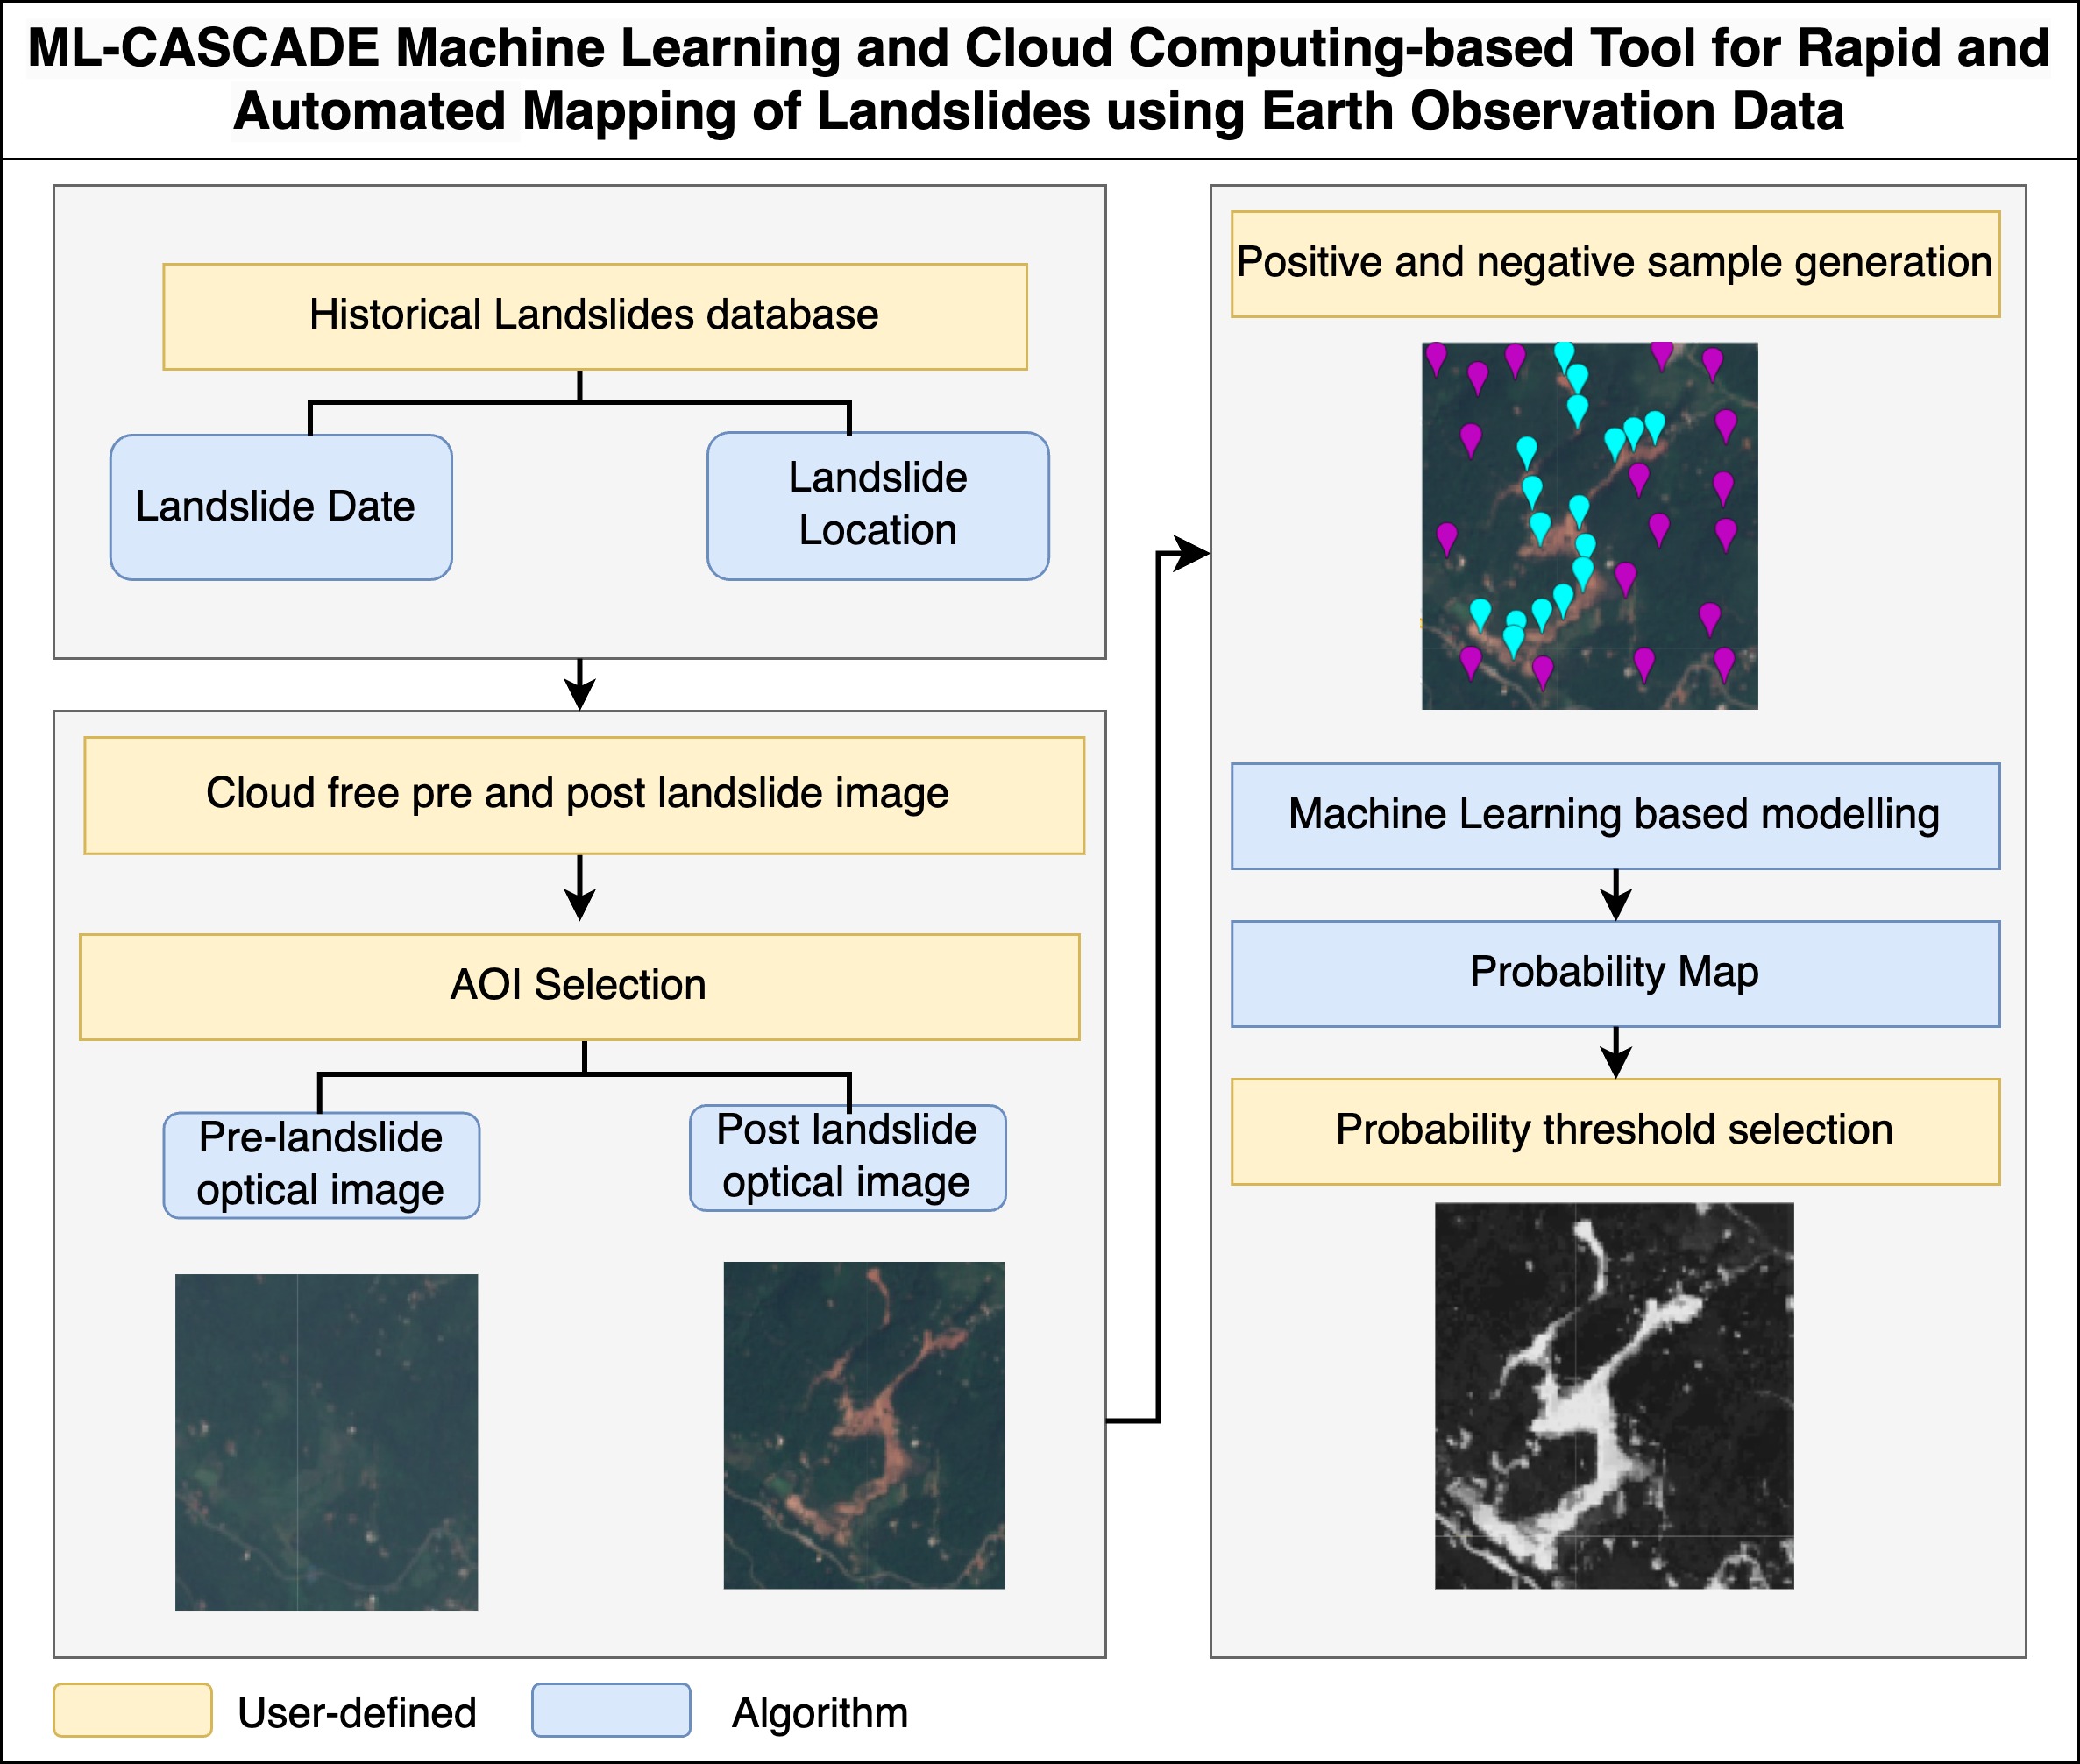 ML-CASCADE Machine Learning and Cloud Computing-based Tool for Rapid and
Automated Mapping of Landslides using Earth Observation Data
Historical Landslides database
Landslide Date
Landslide
Location
Cloud free pre and post landslide image
AOI Selection
Pre-landslide
optical image
Post landslide
optical image
Positive and negative sample generation
Machine Learning based modelling
Probability Map
Probability threshold selection
User-defined
Algorithm